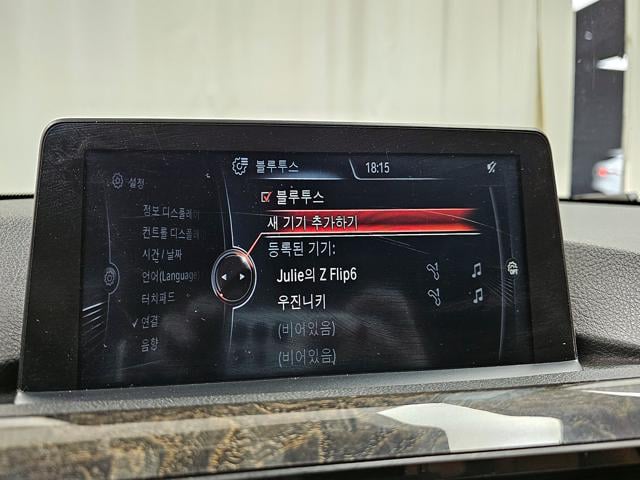 블루투스
18:15
설정
정보 디스플레이
컨트롤 디스플레
시간 / 날짜
언어(Language)
터치패드
연결
음향
블루투스
새 기기 추가하기
등록된 기기:
Julie의 Z Flip6
우진니키
(비어있음)
(비어있음)